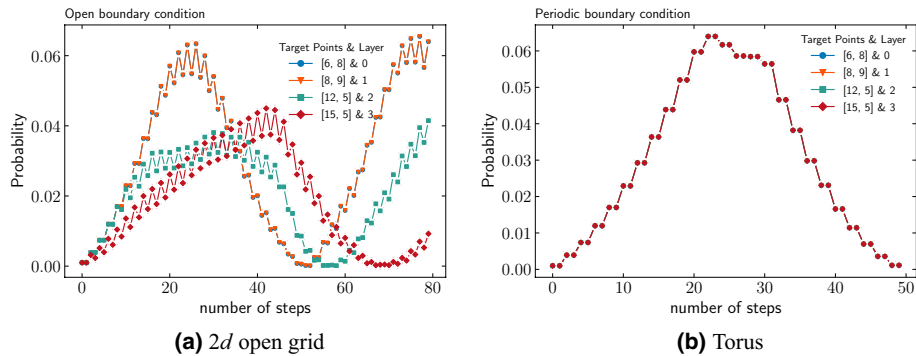 Open boundary condition
Target Points & Layer
[6, 8] & 0
[8, 9] & 1
[12, 5] & 2
[15, 5] & 3
Probability
0.06
0.04
0.02
0.00
0 20 40 60 80
number of steps
(a) 2d open grid
Periodic boundary condition
Target Points & Layer
[6, 8] & 0
[8, 9] & 1
[12, 5] & 2
[15, 5] & 3
Probability
0.06
0.05
0.04
0.03
0.02
0.01
0.00
0 10 20 30 40 50
number of steps
(b) Torus